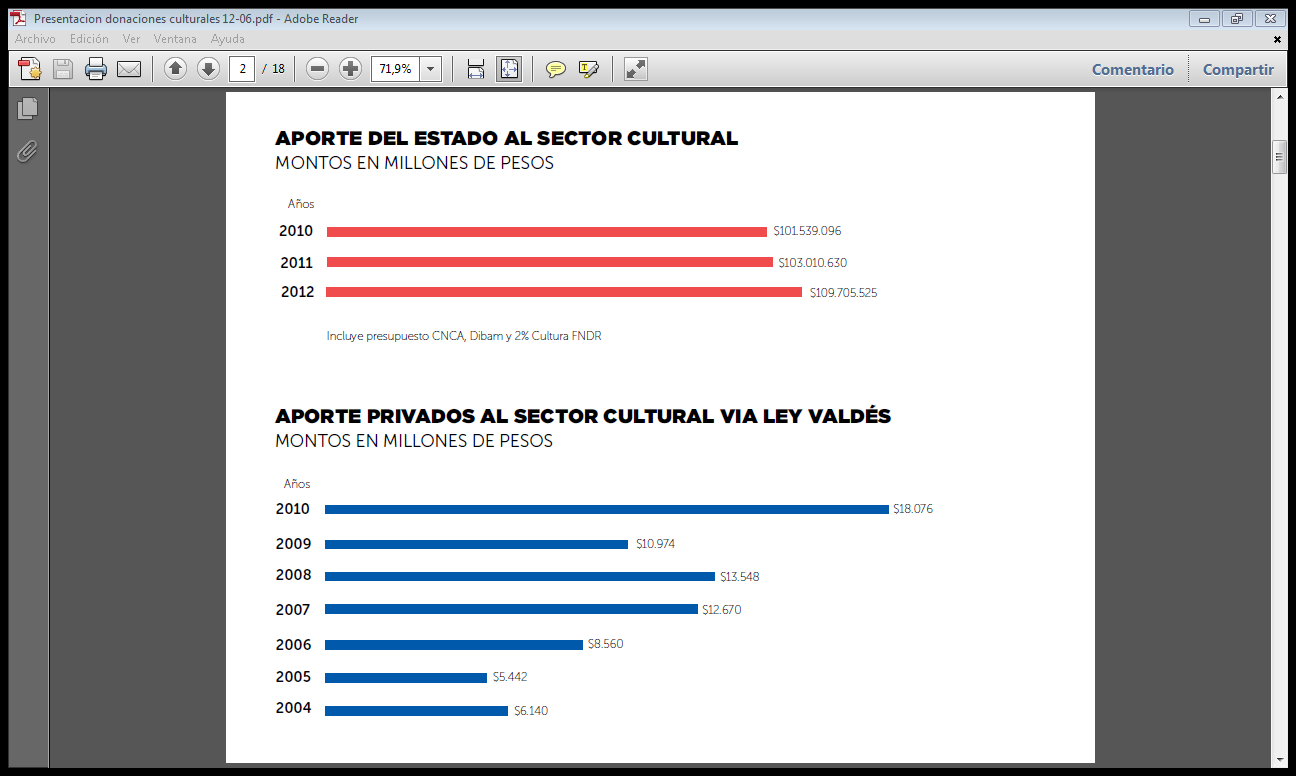 Presentacion donaciones culturales 12-06.pdf - Adobe Reader
Archivo Edición Ver Ventana Ayuda
2 / 18 71,9% Comentario Compartir
APORTE DEL ESTADO AL SECTOR CULTURAL
MONTOS EN MILLONES DE PESOS
Años
2010 $101.539.096
2011 $103.010.630
2012 $109.705.525
Incluye presupuesto CNCA, Dibam y 2% Cultura FNDR
APORTE PRIVADOS AL SECTOR CULTURAL VIA LEY VALDÉS
MONTOS EN MILLONES DE PESOS
Años
2010 $18.076
2009 $10.974
2008 $13.548
2007 $12.670
2006 $8.560
2005 $5.442
2004 $6.140